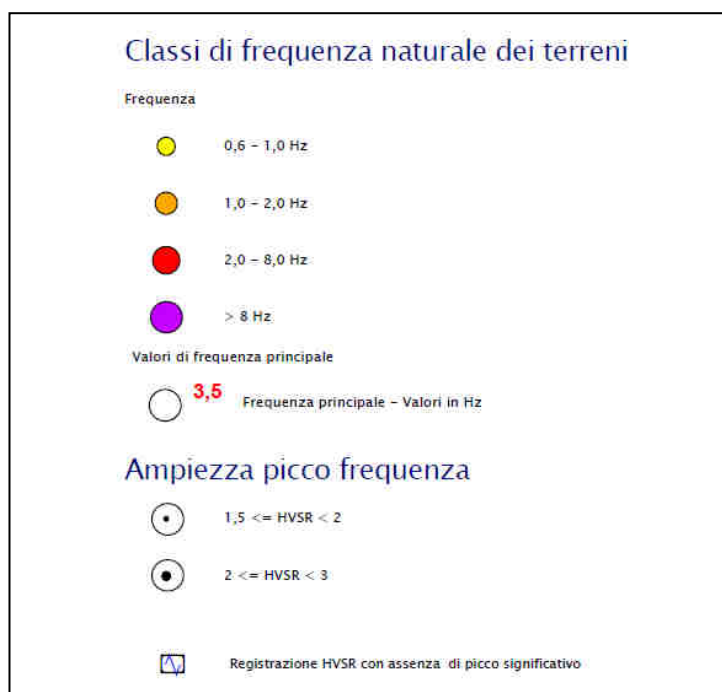 Classi di frequenza naturale dei terreni
Frequenza
0,6 – 1,0 Hz
1,0 – 2,0 Hz
2,0 – 8,0 Hz
> 8 Hz
Valori di frequenza principale
3,5 Frequenza principale – Valori in Hz
Ampiezza picco frequenza
1,5 <= HVSR < 2
2 <= HVSR < 3
Registrazione HVSR con assenza di picco significativo